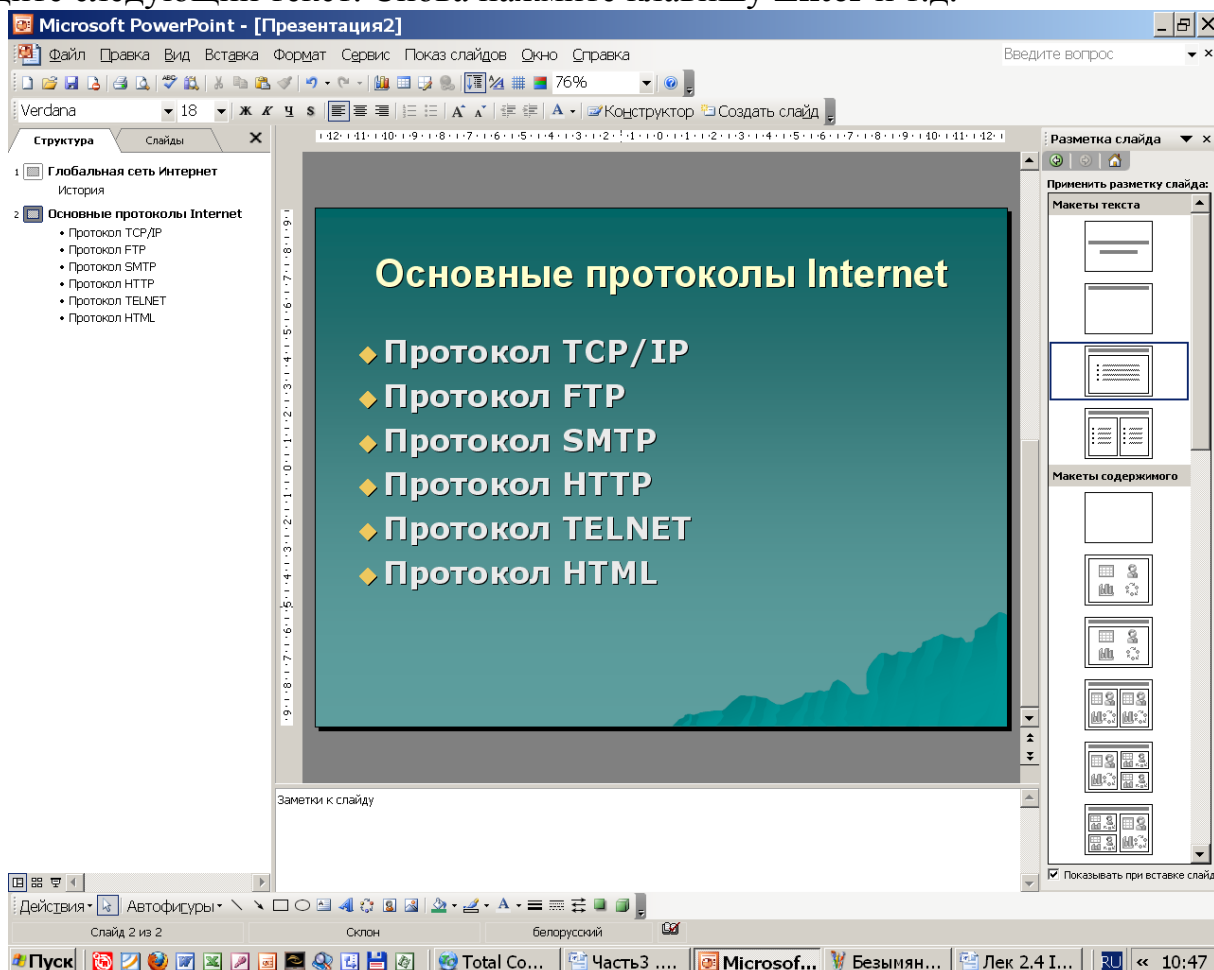 Microsoft PowerPoint - [Презентация2]
Файл Правка Вид Вставка Формат Сервис Показ слайдов Окно Справка Введите вопрос
76%
Verdana 18 Ж К Ч S Конструктор Создать слайд
Структура Слайды
Разметка слайда
Применить разметку слайда:
Макеты текста
1 Глобальная сеть Интернет
История
2 Основные протоколы Internet
• Протокол TCP/IP
• Протокол FTP
• Протокол SMTP
• Протокол HTTP
• Протокол TELNET
• Протокол HTML
Основные протоколы Internet
Протокол TCP/IP
Протокол FTP
Протокол SMTP
Протокол HTTP
Протокол TELNET
Протокол HTML
Макеты содержимого
Заметки к слайду
Показывать при вставке слайд
Действия Автофигуры
Слайд 2 из 2 Склон белорусский
Пуск Total Co... Часть3 .... Microsof... Безымян... Лек 2.4 I... RU « 10:47